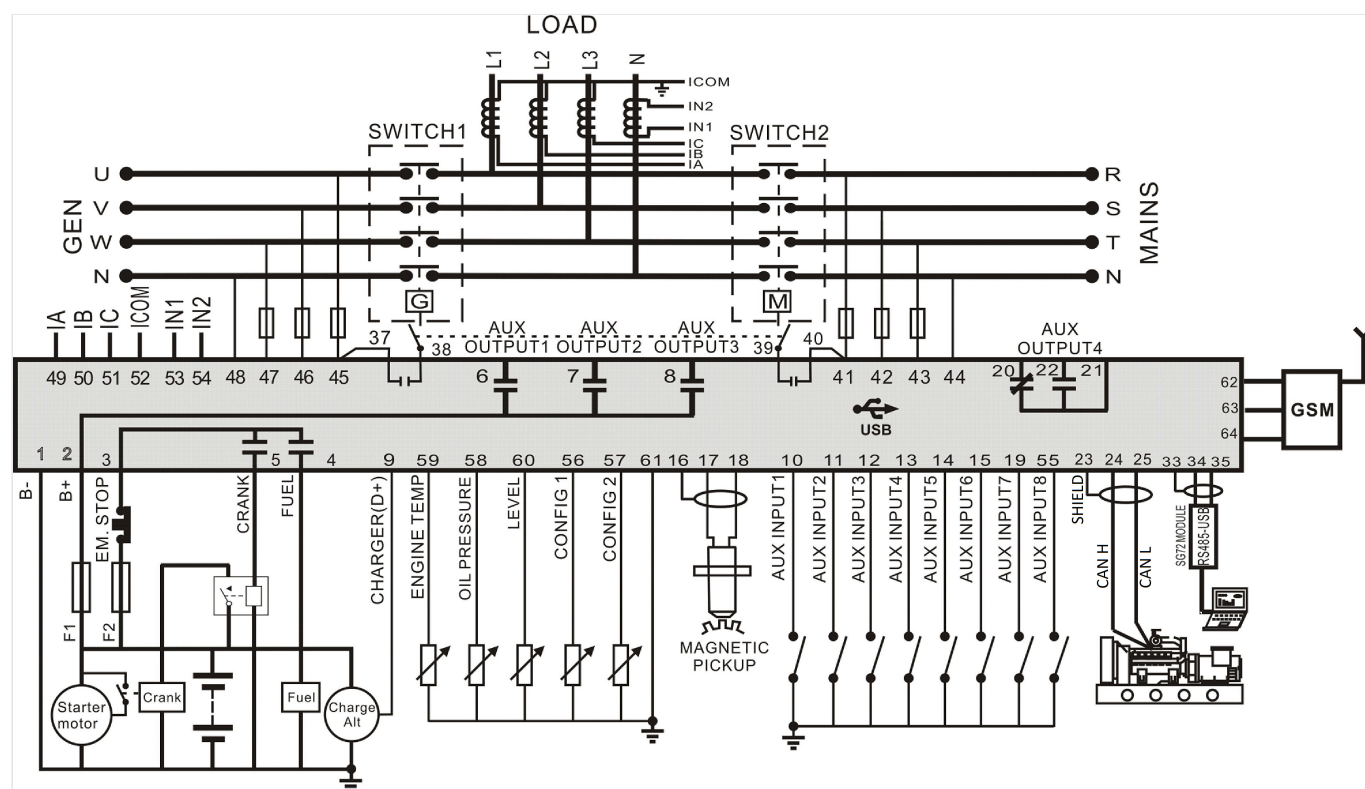 LOAD
L1
L2
L3
N
ICOM
IN2
IN1
IC
IB
IA
SWITCH1
SWITCH2
GEN
U
V
W
N
R
S
T
N
MAINS
G
M
IA
IB
IC
ICOM
IN1
IN2
37
38
AUX OUTPUT1
AUX OUTPUT2
AUX OUTPUT3
39
40
AUX OUTPUT4
49 50 51 52 53 54 48 47 46 45
6
7
8
41 42 43 44
20 22 21
62
63
64
GSM
USB
1 2 3 5 4 9 59 58 60 56 57 61 16 17 18 10 11 12 13 14 15 19 55 23 24 25 33 34 35
B-
B+
EM. STOP
CRANK
FUEL
CHARGER(D+)
ENGINE TEMP
OIL PRESSURE
LEVEL
CONFIG 1
CONFIG 2
AUX INPUT1
AUX INPUT2
AUX INPUT3
AUX INPUT4
AUX INPUT5
AUX INPUT6
AUX INPUT7
AUX INPUT8
SHIELD
CAN H
CAN L
SG72 MODULE
RS485-USB
F1
F2
MAGNETIC
PICKUP
Starter
motor
Crank
Fuel
Charge
Alt